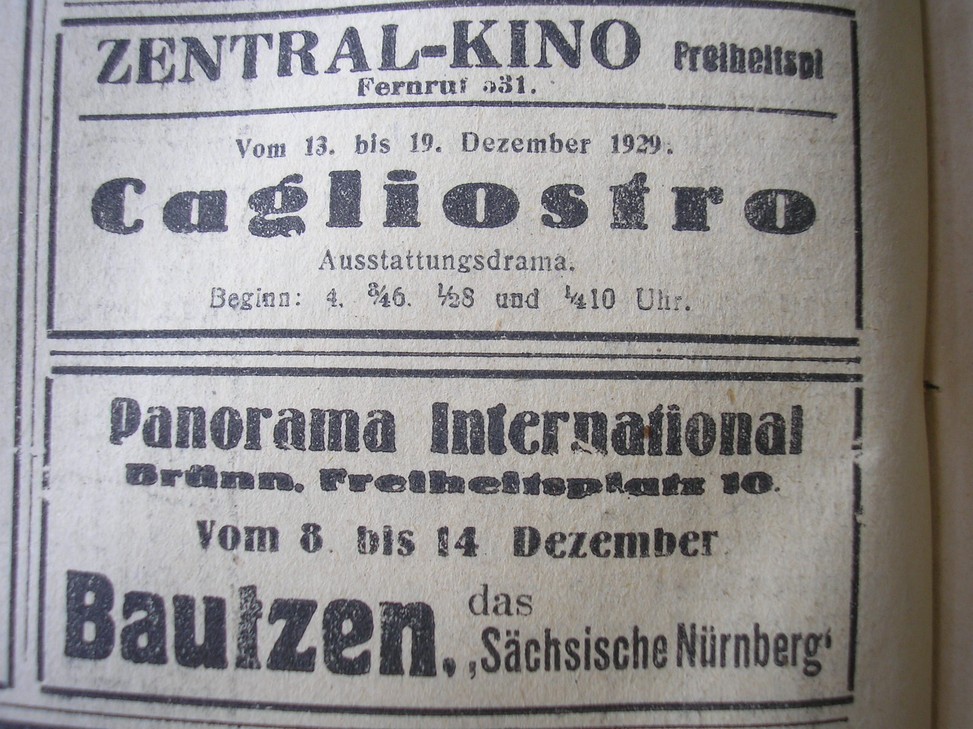 ZENTRAL-KINO Freiheitspl
Fernruf 531.
Vom 13. bis 19. Dezember 1929.
Cagliostro
Ausstattungsdrama.
Beginn: 4. ¾6. ½8 und ¼10 Uhr.
Panorama International
Brünn, Freiheitsplatz 10.
Vom 8. bis 14 Dezember
Bautzen, das
‚Sächsische Nürnberg‘